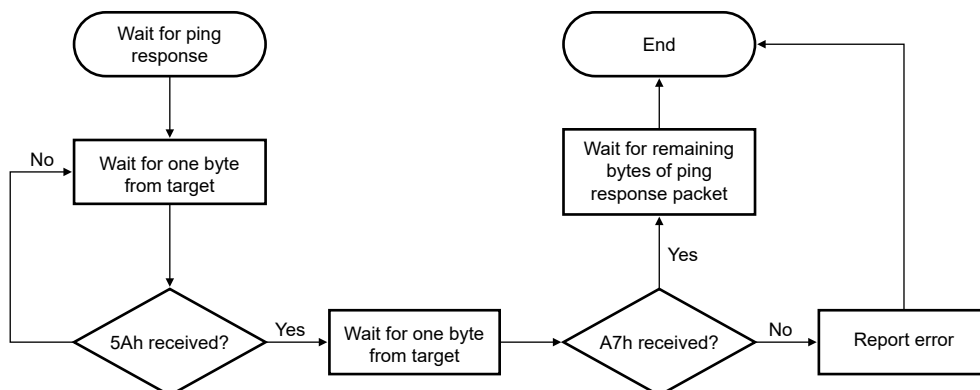 Wait for ping
response
No
Wait for one byte
from target
5Ah received?
Yes
Wait for one byte
from target
A7h received?
Yes
Wait for remaining
bytes of ping
response packet
End
No
Report error